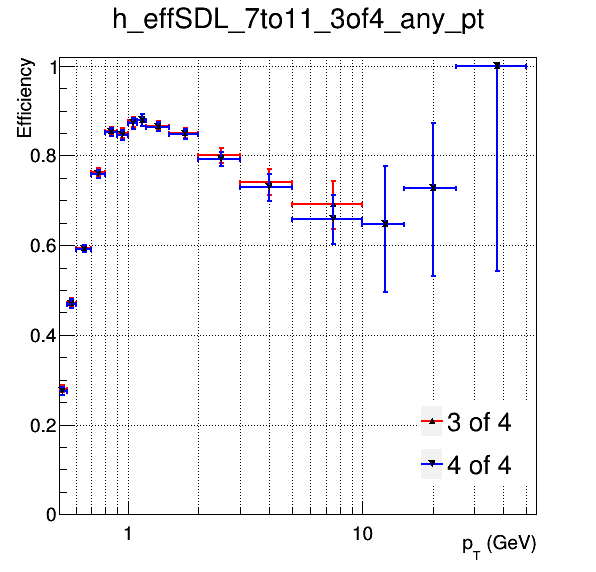 h_effSDL_7to11_3of4_any_pt
Efficiency
1
0.8
0.6
0.4
0.2
0
3 of 4
4 of 4
1
10
p_T (GeV)